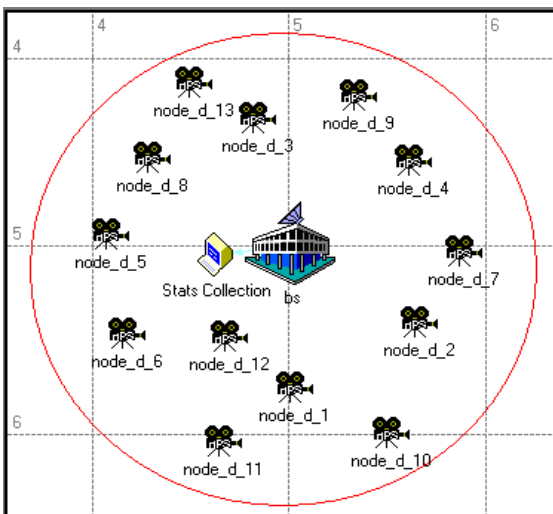 4
5
6
4
node_d_13
node_d_9
node_d_3
node_d_4
node_d_8
5
node_d_5
node_d_7
Stats Collection
bs
node_d_2
node_d_6
node_d_12
node_d_1
6
node_d_11
node_d_10